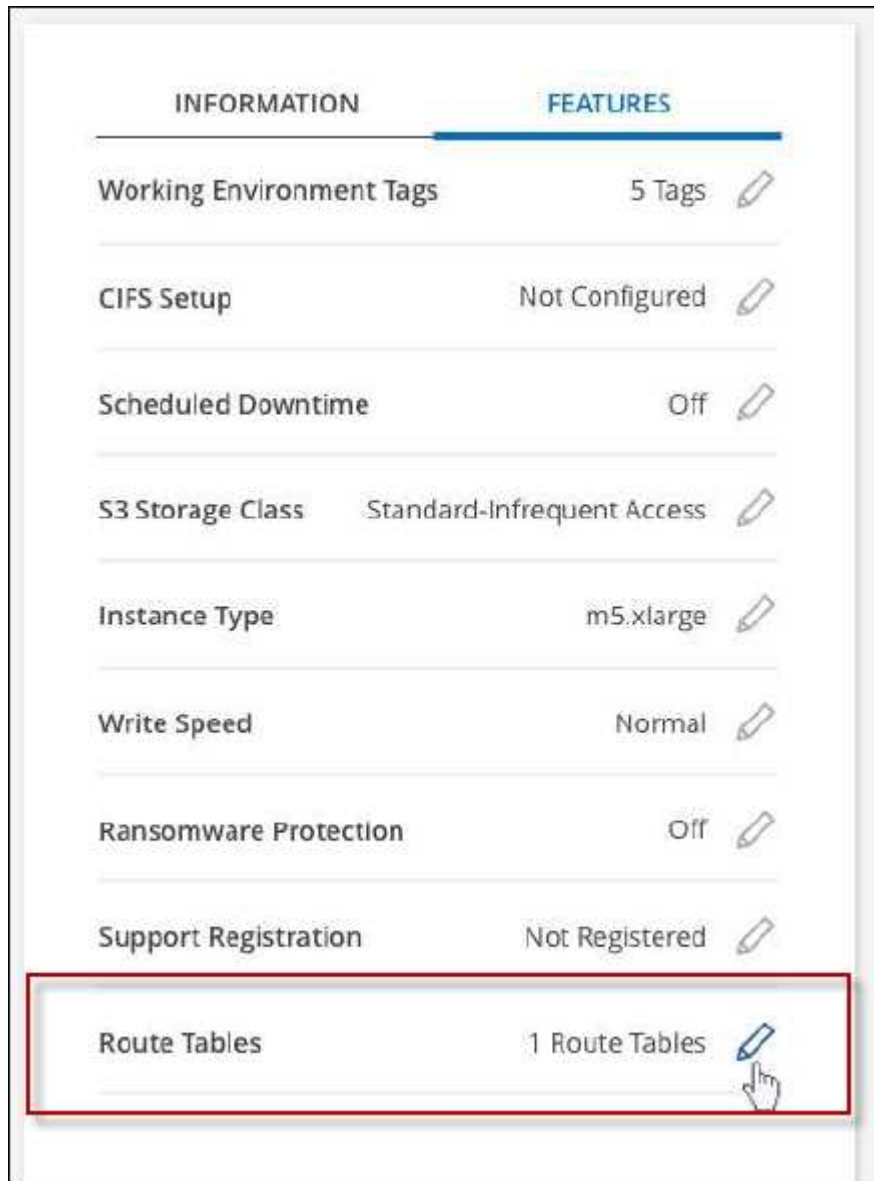 INFORMATION FEATURES
Working Environment Tags 5 Tags
CIFS Setup Not Configured
Scheduled Downtime Off
S3 Storage Class Standard-Infrequent Access
Instance Type m5.xlarge
Write Speed Normal
Ransomware Protection Off
Support Registration Not Registered
Route Tables 1 Route Tables